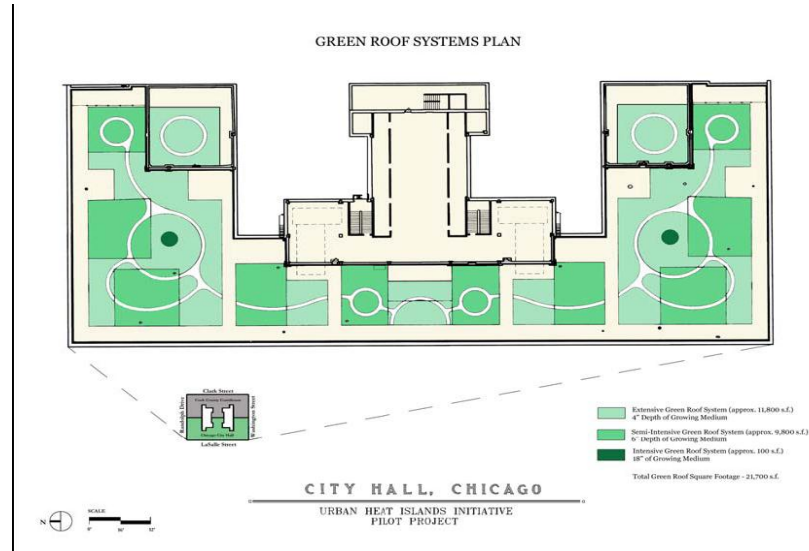 GREEN ROOF SYSTEMS PLAN
Clark Street
Cook County Courthouse
Randolph Drive
Washington Street
Chicago City Hall
LaSalle Street
Extensive Green Roof System (approx. 11,800 s.f.)
4" Depth of Growing Medium
Semi-Intensive Green Roof System (approx. 9,800 s.f.)
6" Depth of Growing Medium
Intensive Green Roof System (approx. 100 s.f.)
18" of Growing Medium
Total Green Roof Square Footage - 21,700 s.f.
CITY HALL, CHICAGO
URBAN HEAT ISLANDS INITIATIVE
PILOT PROJECT
N
SCALE